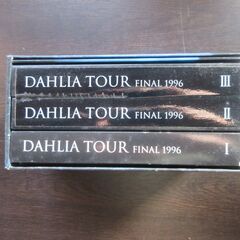 DAHLIA TOUR FINAL 1996 III
DAHLIA TOUR FINAL 1996 II
DAHLIA TOUR FINAL 1996 I